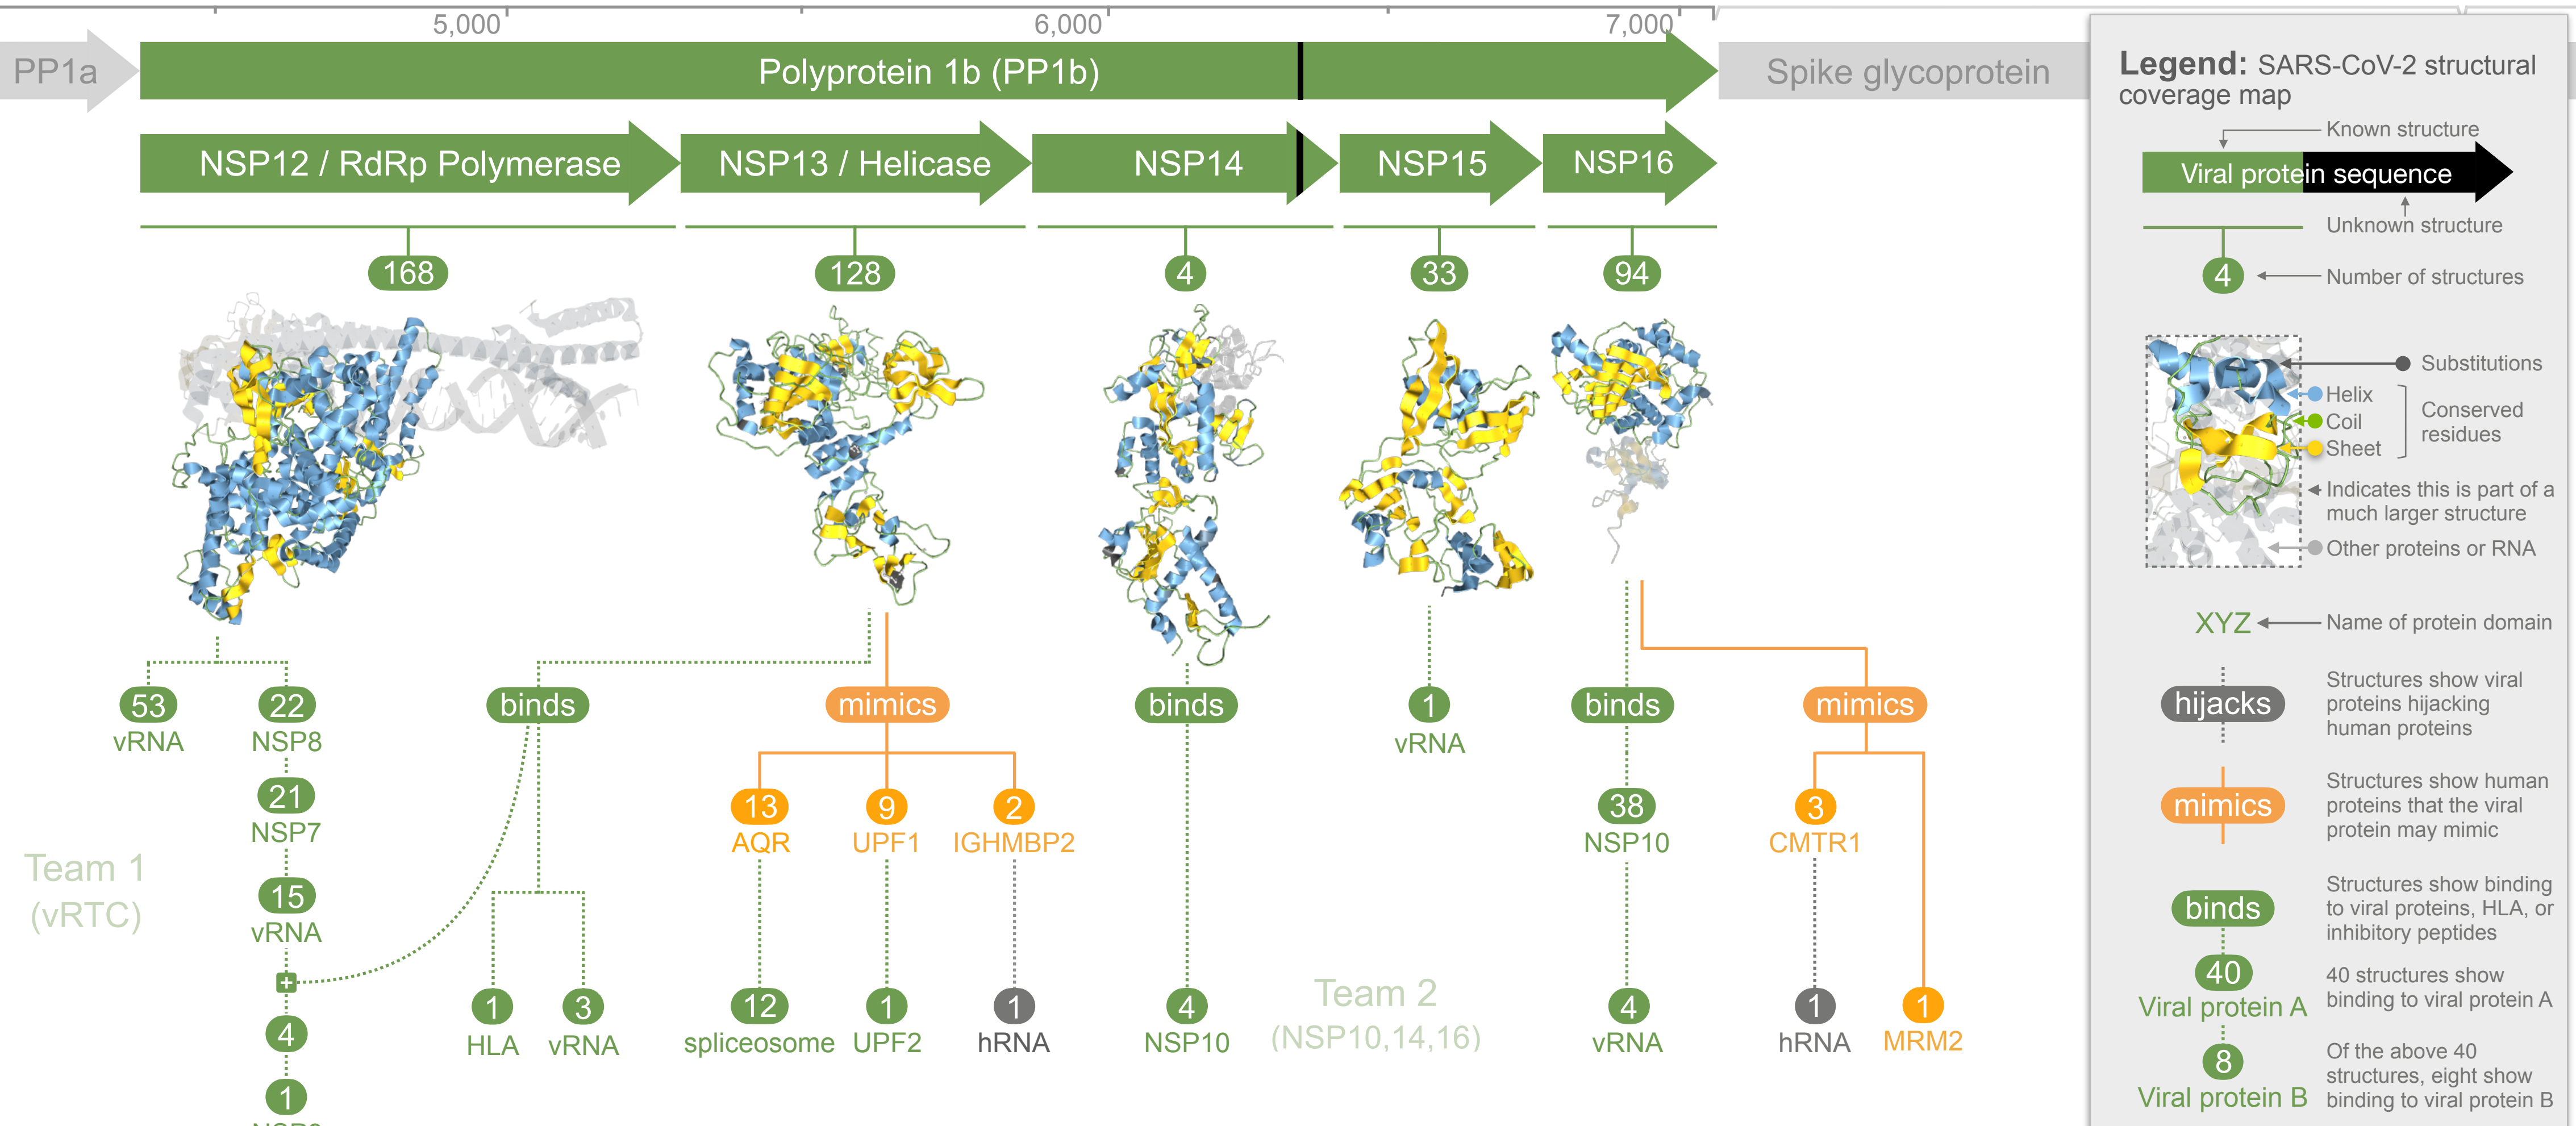 5,000
6,000
7,000
PP1a
Polyprotein 1b (PP1b)
Spike glycoprotein
NSP12 / RdRp Polymerase
NSP13 / Helicase
NSP14
NSP15
NSP16
168
128
4
33
94
53
vRNA
22
NSP8
21
NSP7
15
vRNA
+
4
1
binds
1
HLA
3
vRNA
mimics
13
AQR
9
UPF1
2
IGHMBP2
12
spliceosome
1
UPF2
1
hRNA
binds
4
NSP10
1
vRNA
binds
38
NSP10
4
vRNA
mimics
3
CMTR1
1
hRNA
1
MRM2
Team 1
(vRTC)
Team 2
(NSP10,14,16)
Legend: SARS-CoV-2 structural
coverage map
Known structure
Viral protein sequence
Unknown structure
4
Number of structures
Substitutions
Helix
Coil
Sheet
Conserved
residues
Indicates this is part of a
much larger structure
Other proteins or RNA
XYZ
Name of protein domain
hijacks
Structures show viral
proteins hijacking
human proteins
mimics
Structures show human
proteins that the viral
protein may mimic
binds
Structures show binding
to viral proteins, HLA, or
inhibitory peptides
40
Viral protein A
40 structures show
binding to viral protein A
8
Viral protein B
Of the above 40
structures, eight show
binding to viral protein B